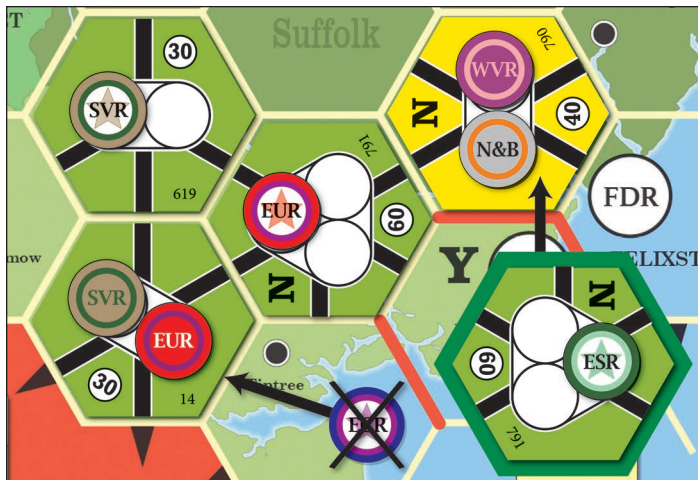 T
30
Suffolk
790
WVR
SVR
N
40
N&B
791
619
EUR
60
FDR
mow
N
Y
ELIXST
SVR
N
EUR
60
ESR
30
intree
14
791